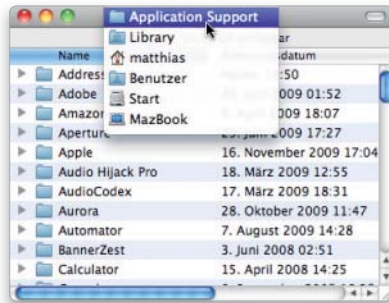 Application Support
Library
matthias
Benutzer
Start
MazBook
Name
datum
Address
:50
Adobe
2009 01:52
Amazon
2009 18:07
Aperture
2009 17:27
Apple 16. November 2009 17:04
Audio Hijack Pro 18. März 2009 12:55
AudioCodex 17. März 2009 18:31
Aurora 28. Oktober 2009 11:47
Automator 7. August 2009 14:28
BannerZest 3. Juni 2008 02:51
Calculator 15. April 2008 14:25